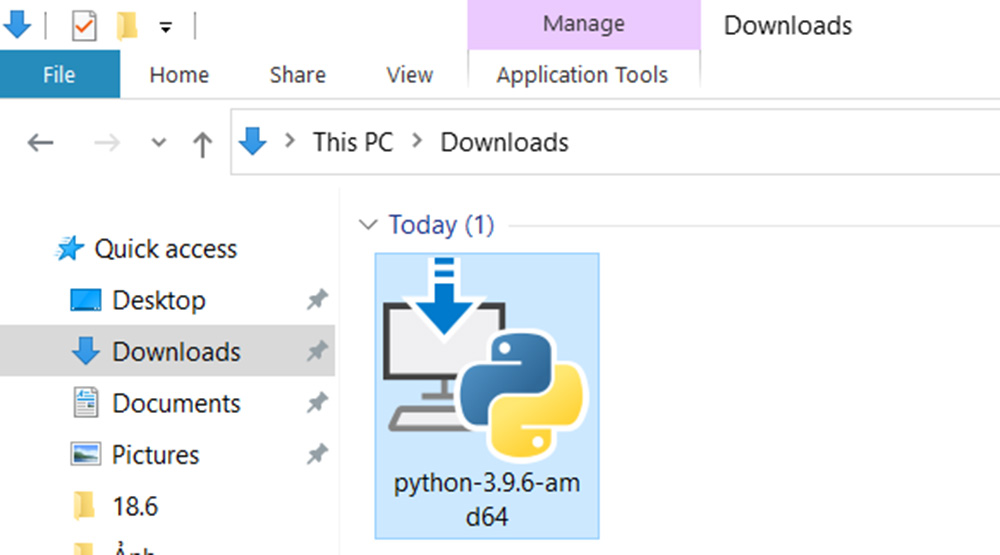 Manage
Downloads
File
Home
Share
View
Application Tools
This PC
Downloads
Today (1)
Quick access
Desktop
Downloads
Documents
Pictures
18.6
Ảnh
python-3.9.6-am
d64